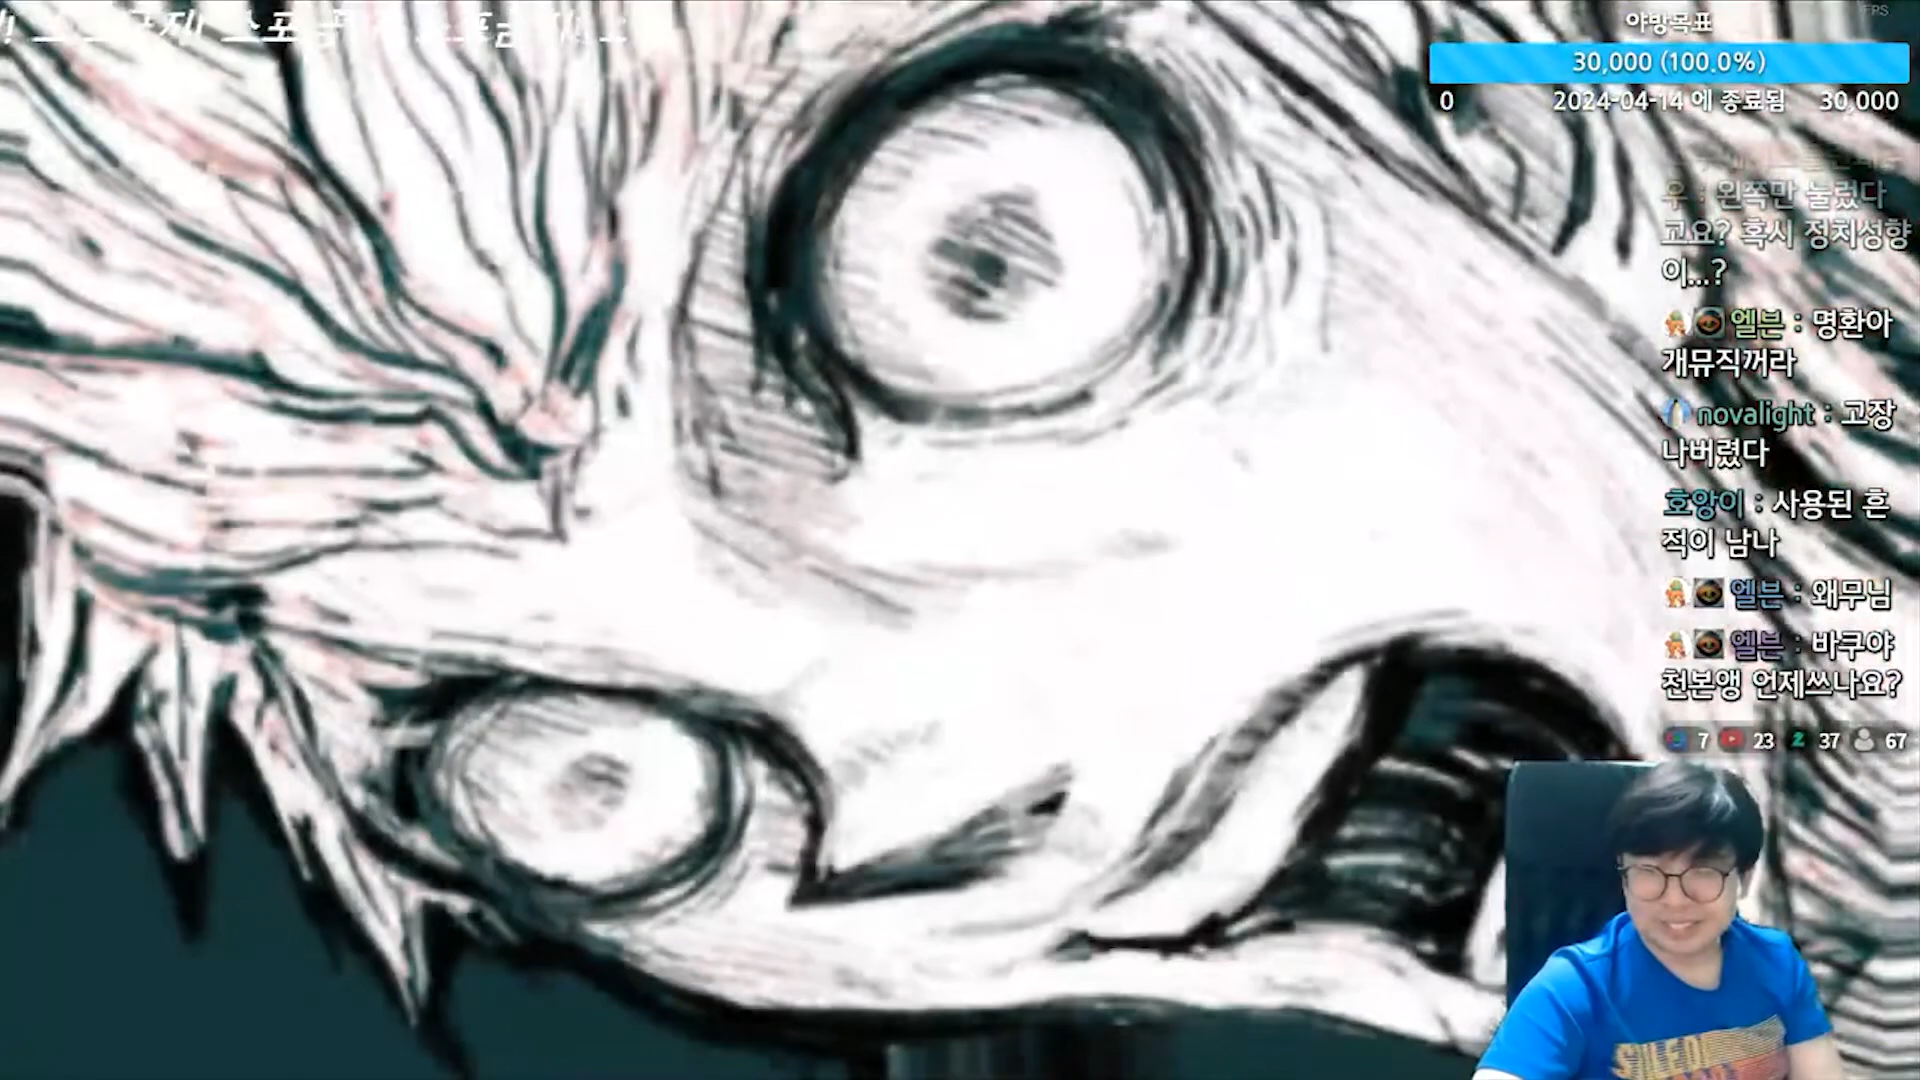 FPS
야방목표
30,000 (100.0%)
0 2024-04-14 에 종료됨 30,000
우 : 왼쪽만 눌렀다
고요? 혹시 정치성향
이...?
엘븐 : 명환아
개뮤직꺼라
novalight : 고장
나버렸다
호앙이 : 사용된 흔
적이 남나
엘븐 : 왜무님
엘븐 : 바쿠야
천본앵 언제쓰나요?
7 23 37 67